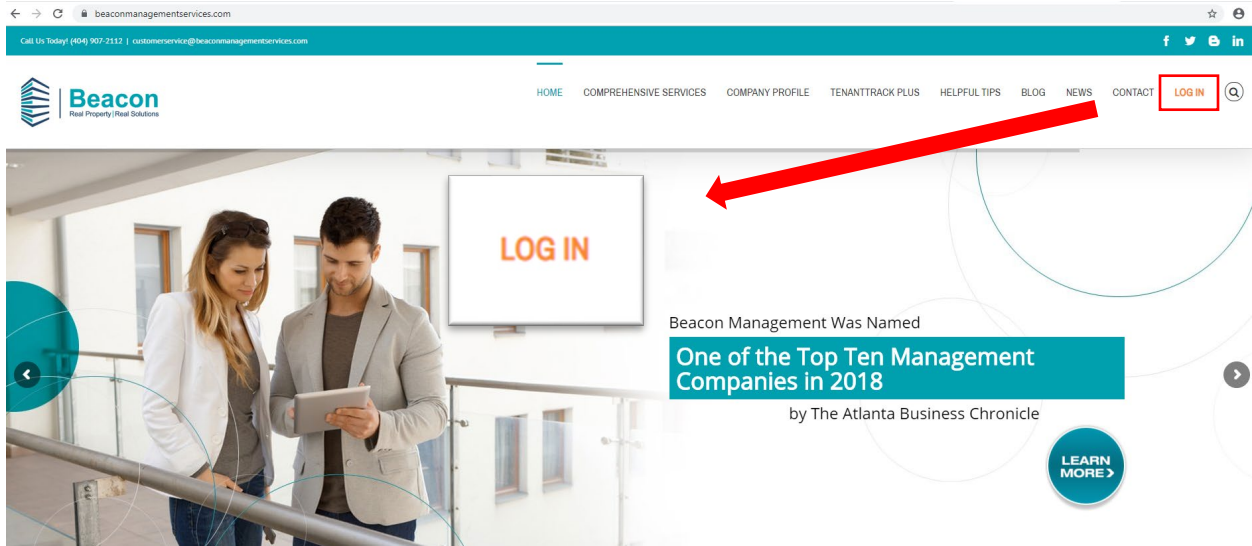 beaconmanagementservices.com
Call Us Today! (404) 907-2112 | customerservice@beaconmanagementservices.com
f in
Beacon
Real Property|Real Solutions
HOME COMPREHENSIVE SERVICES COMPANY PROFILE TENANTTRACK PLUS HELPFUL TIPS BLOG NEWS CONTACT LOG IN
LOG IN
Beacon Management Was Named
One of the Top Ten Management
Companies in 2018
by The Atlanta Business Chronicle
LEARN
MORE